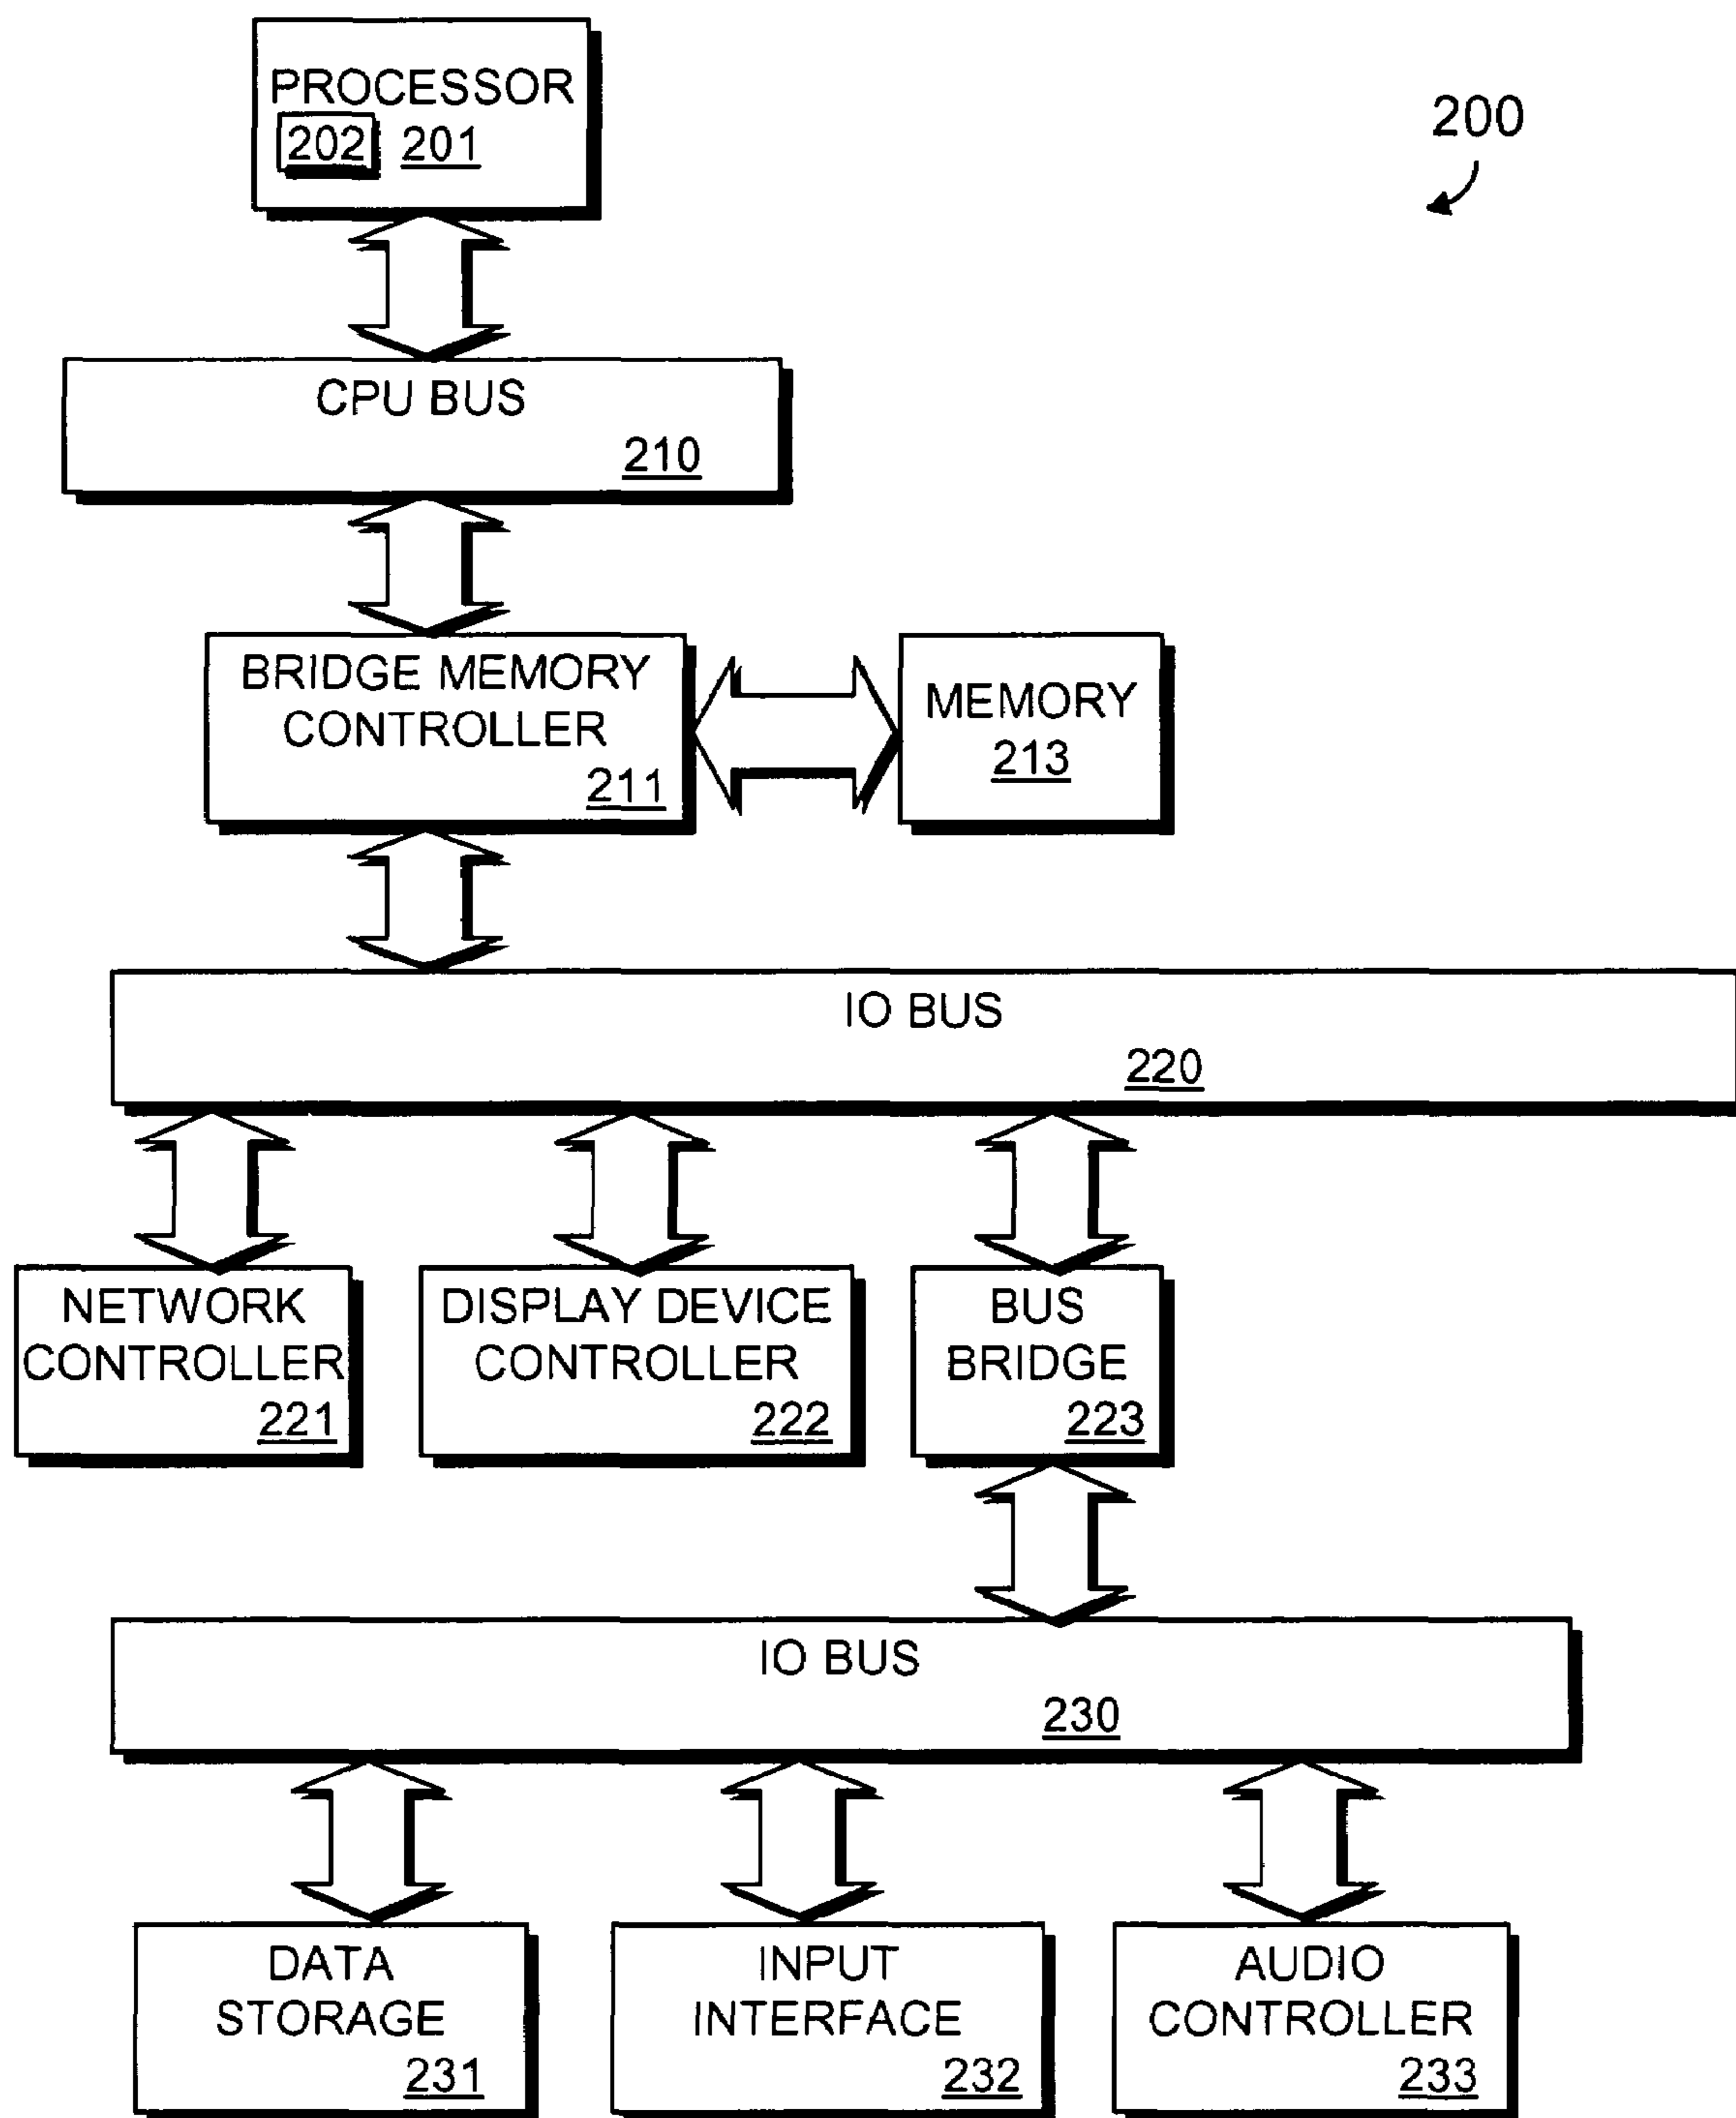 PROCESSOR
202 201
200
CPU BUS
210
BRIDGE MEMORY
CONTROLLER
211
MEMORY
213
IO BUS
220
NETWORK
CONTROLLER
221
DISPLAY DEVICE
CONTROLLER
222
BUS
BRIDGE
223
IO BUS
230
DATA
STORAGE
231
INPUT
INTERFACE
232
AUDIO
CONTROLLER
233